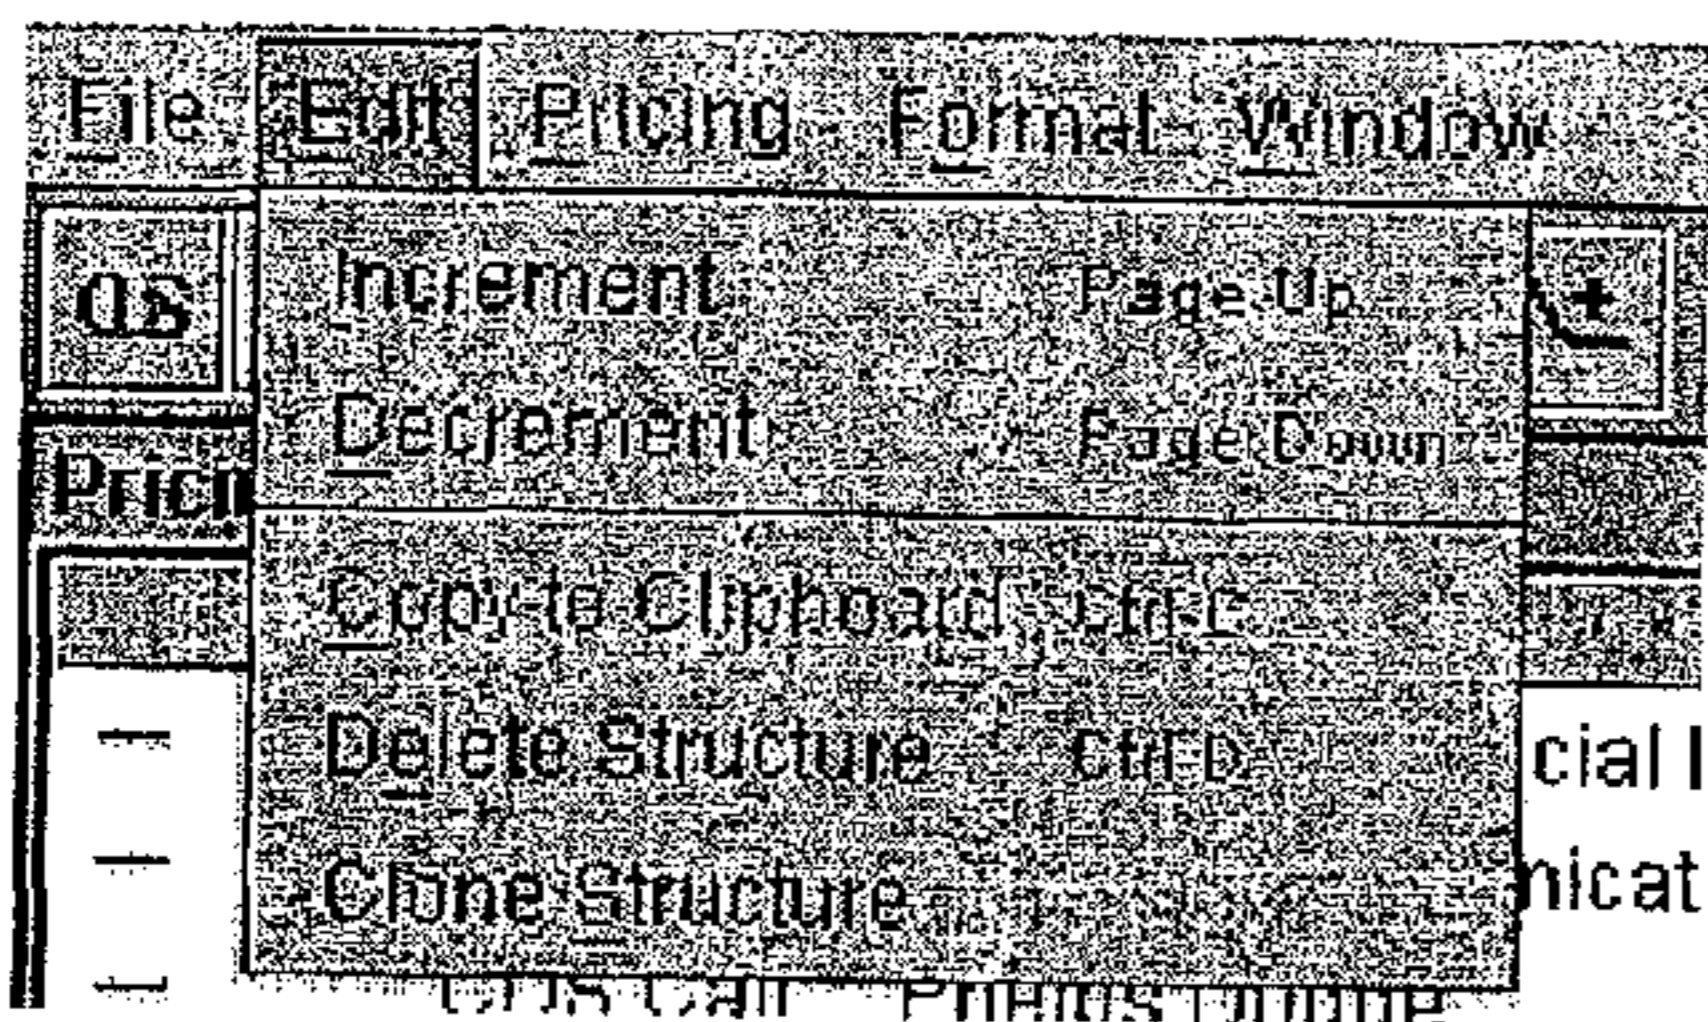 File Edit Pricing Format Window
Increment Page Up
Decrement Page Down
Pricin
Copy to Clipboard Ctrl-C
Delete Structure Ctrl-D
cial
Clone Structure
nicat